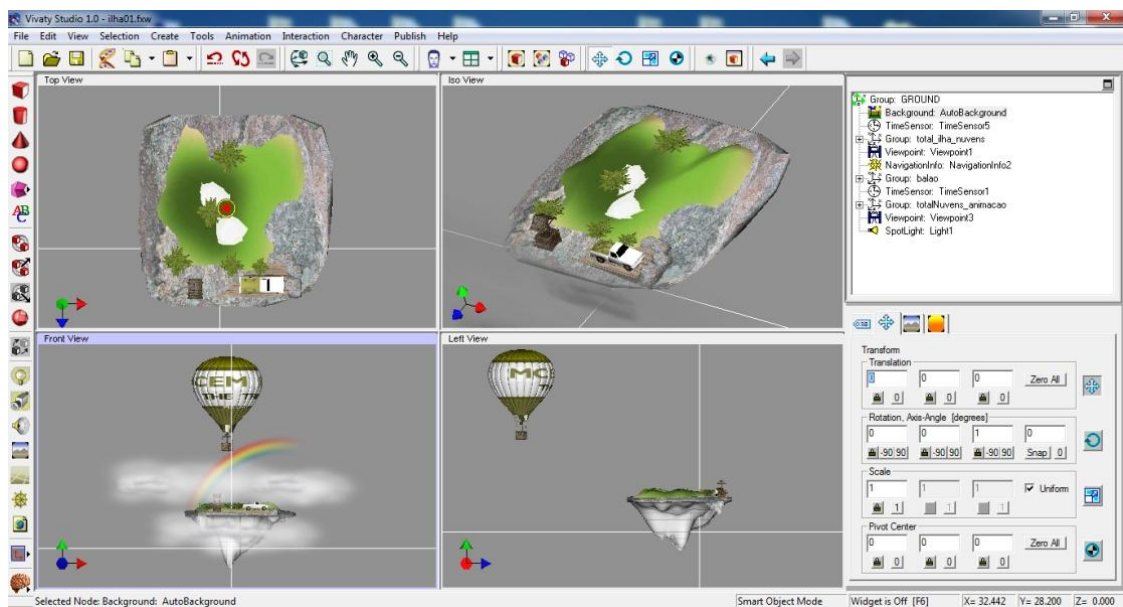 Vivaty Studio 1.0 - ilha01.fxw
File Edit View Selection Create Tools Animation Interaction Character Publish Help
Top View
Iso View
Group: GROUND
Background: AutoBackground
TimeSensor: TimeSensor5
Group: total_ilha_nuvens
Viewpoint: Viewpoint1
NavigationInfo: NavigationInfo2
Group: balao
TimeSensor: TimeSensor1
Group: totalNuvens_animacao
Viewpoint: Viewpoint3
SpotLight: Light1
AB
C
Front View
Left View
CEM
THE
MC
Transform
Translation
0 0 Zero All
0 0 0
Rotation, Axis-Angle [degrees]
0 0 1 0
-90 90 -90 90 -90 90 Snap 0
Scale
1 1 1 Uniform
1 1 1
Pivot Center
0 0 0 Zero All
0 0 0
Selected Node: Background: AutoBackground Smart Object Mode Widget is Off [F6] X= 32.442 Y= 28.200 Z= 0.000